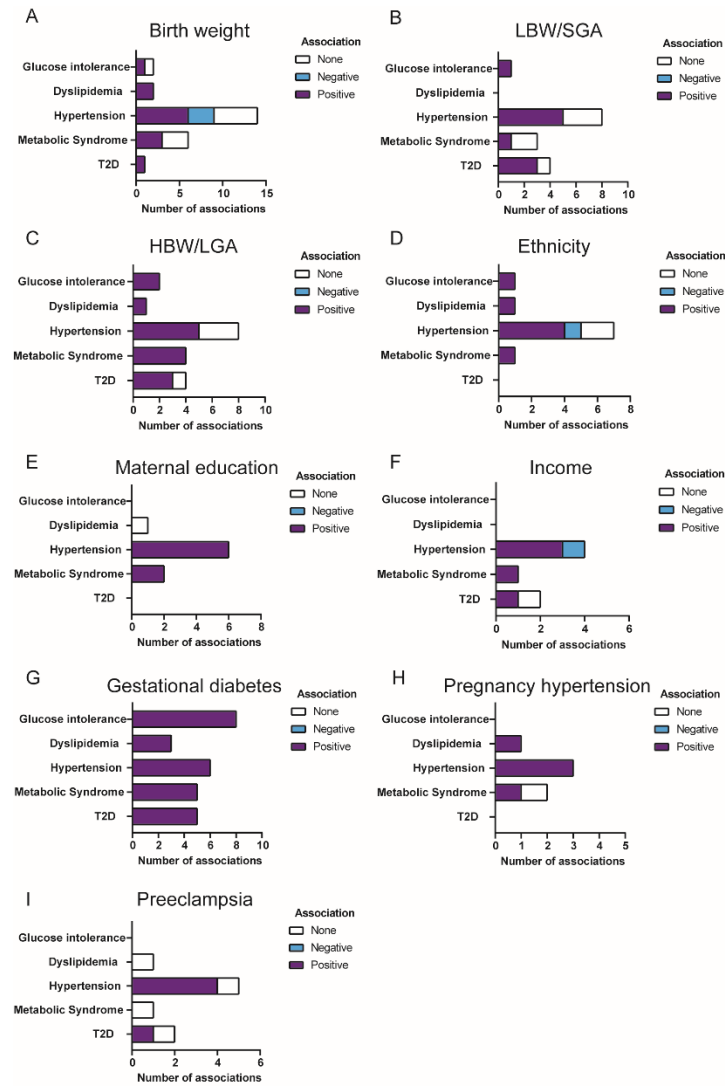 A
Birth weight
Association
None
Negative
Positive
Glucose intolerance
Dyslipidemia
Hypertension
Metabolic Syndrome
T2D
0 5 10 15
Number of associations
B
LBW/SGA
Association
None
Negative
Positive
Glucose intolerance
Dyslipidemia
Hypertension
Metabolic Syndrome
T2D
0 2 4 6 8 10
Number of associations
C
HBW/LGA
Association
None
Negative
Positive
Glucose intolerance
Dyslipidemia
Hypertension
Metabolic Syndrome
T2D
0 2 4 6 8 10
Number of associations
D
Ethnicity
Association
None
Negative
Positive
Glucose intolerance
Dyslipidemia
Hypertension
Metabolic Syndrome
T2D
0 2 4 6 8
Number of associations
E
Maternal education
Association
None
Negative
Positive
Glucose intolerance
Dyslipidemia
Hypertension
Metabolic Syndrome
T2D
0 2 4 6 8
Number of associations
F
Income
Association
None
Negative
Positive
Glucose intolerance
Dyslipidemia
Hypertension
Metabolic Syndrome
T2D
0 2 4 6
Number of associations
G
Gestational diabetes
Association
None
Negative
Positive
Glucose intolerance
Dyslipidemia
Hypertension
Metabolic Syndrome
T2D
0 2 4 6 8 10
Number of associations
H
Pregnancy hypertension
Association
None
Negative
Positive
Glucose intolerance
Dyslipidemia
Hypertension
Metabolic Syndrome
T2D
0 1 2 3 4 5
Number of associations
I
Preeclampsia
Association
None
Negative
Positive
Glucose intolerance
Dyslipidemia
Hypertension
Metabolic Syndrome
T2D
0 2 4 6
Number of associations